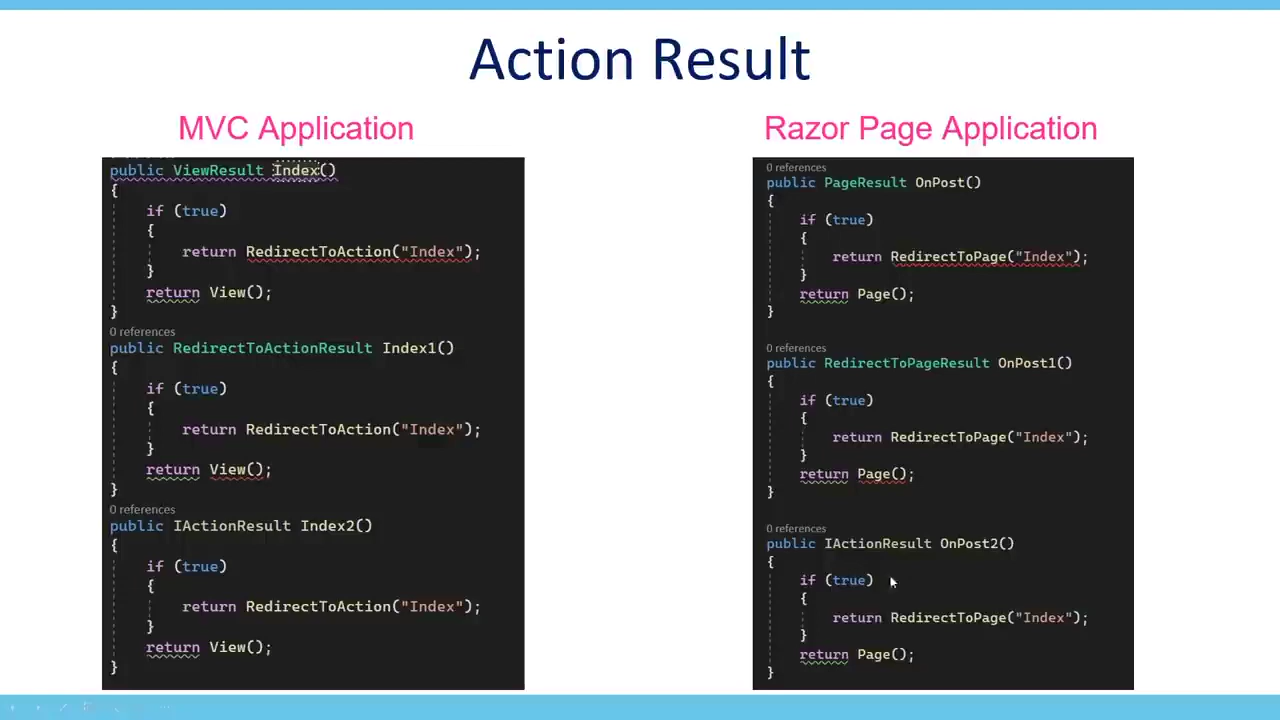 Action Result
MVC Application
public ViewResult Index()
{
if (true)
{
return RedirectToAction("Index");
}
return View();
}
0 references
public RedirectToActionResult Index1()
{
if (true)
{
return RedirectToAction("Index");
}
return View();
}
0 references
public IActionResult Index2()
{
if (true)
{
return RedirectToAction("Index");
}
return View();
}
Razor Page Application
0 references
public PageResult OnPost()
{
if (true)
{
return RedirectToPage("Index");
}
return Page();
}
0 references
public RedirectToPageResult OnPost1()
{
if (true)
{
return RedirectToPage("Index");
}
return Page();
}
0 references
public IActionResult OnPost2()
{
if (true)
{
return RedirectToPage("Index");
}
return Page();
}